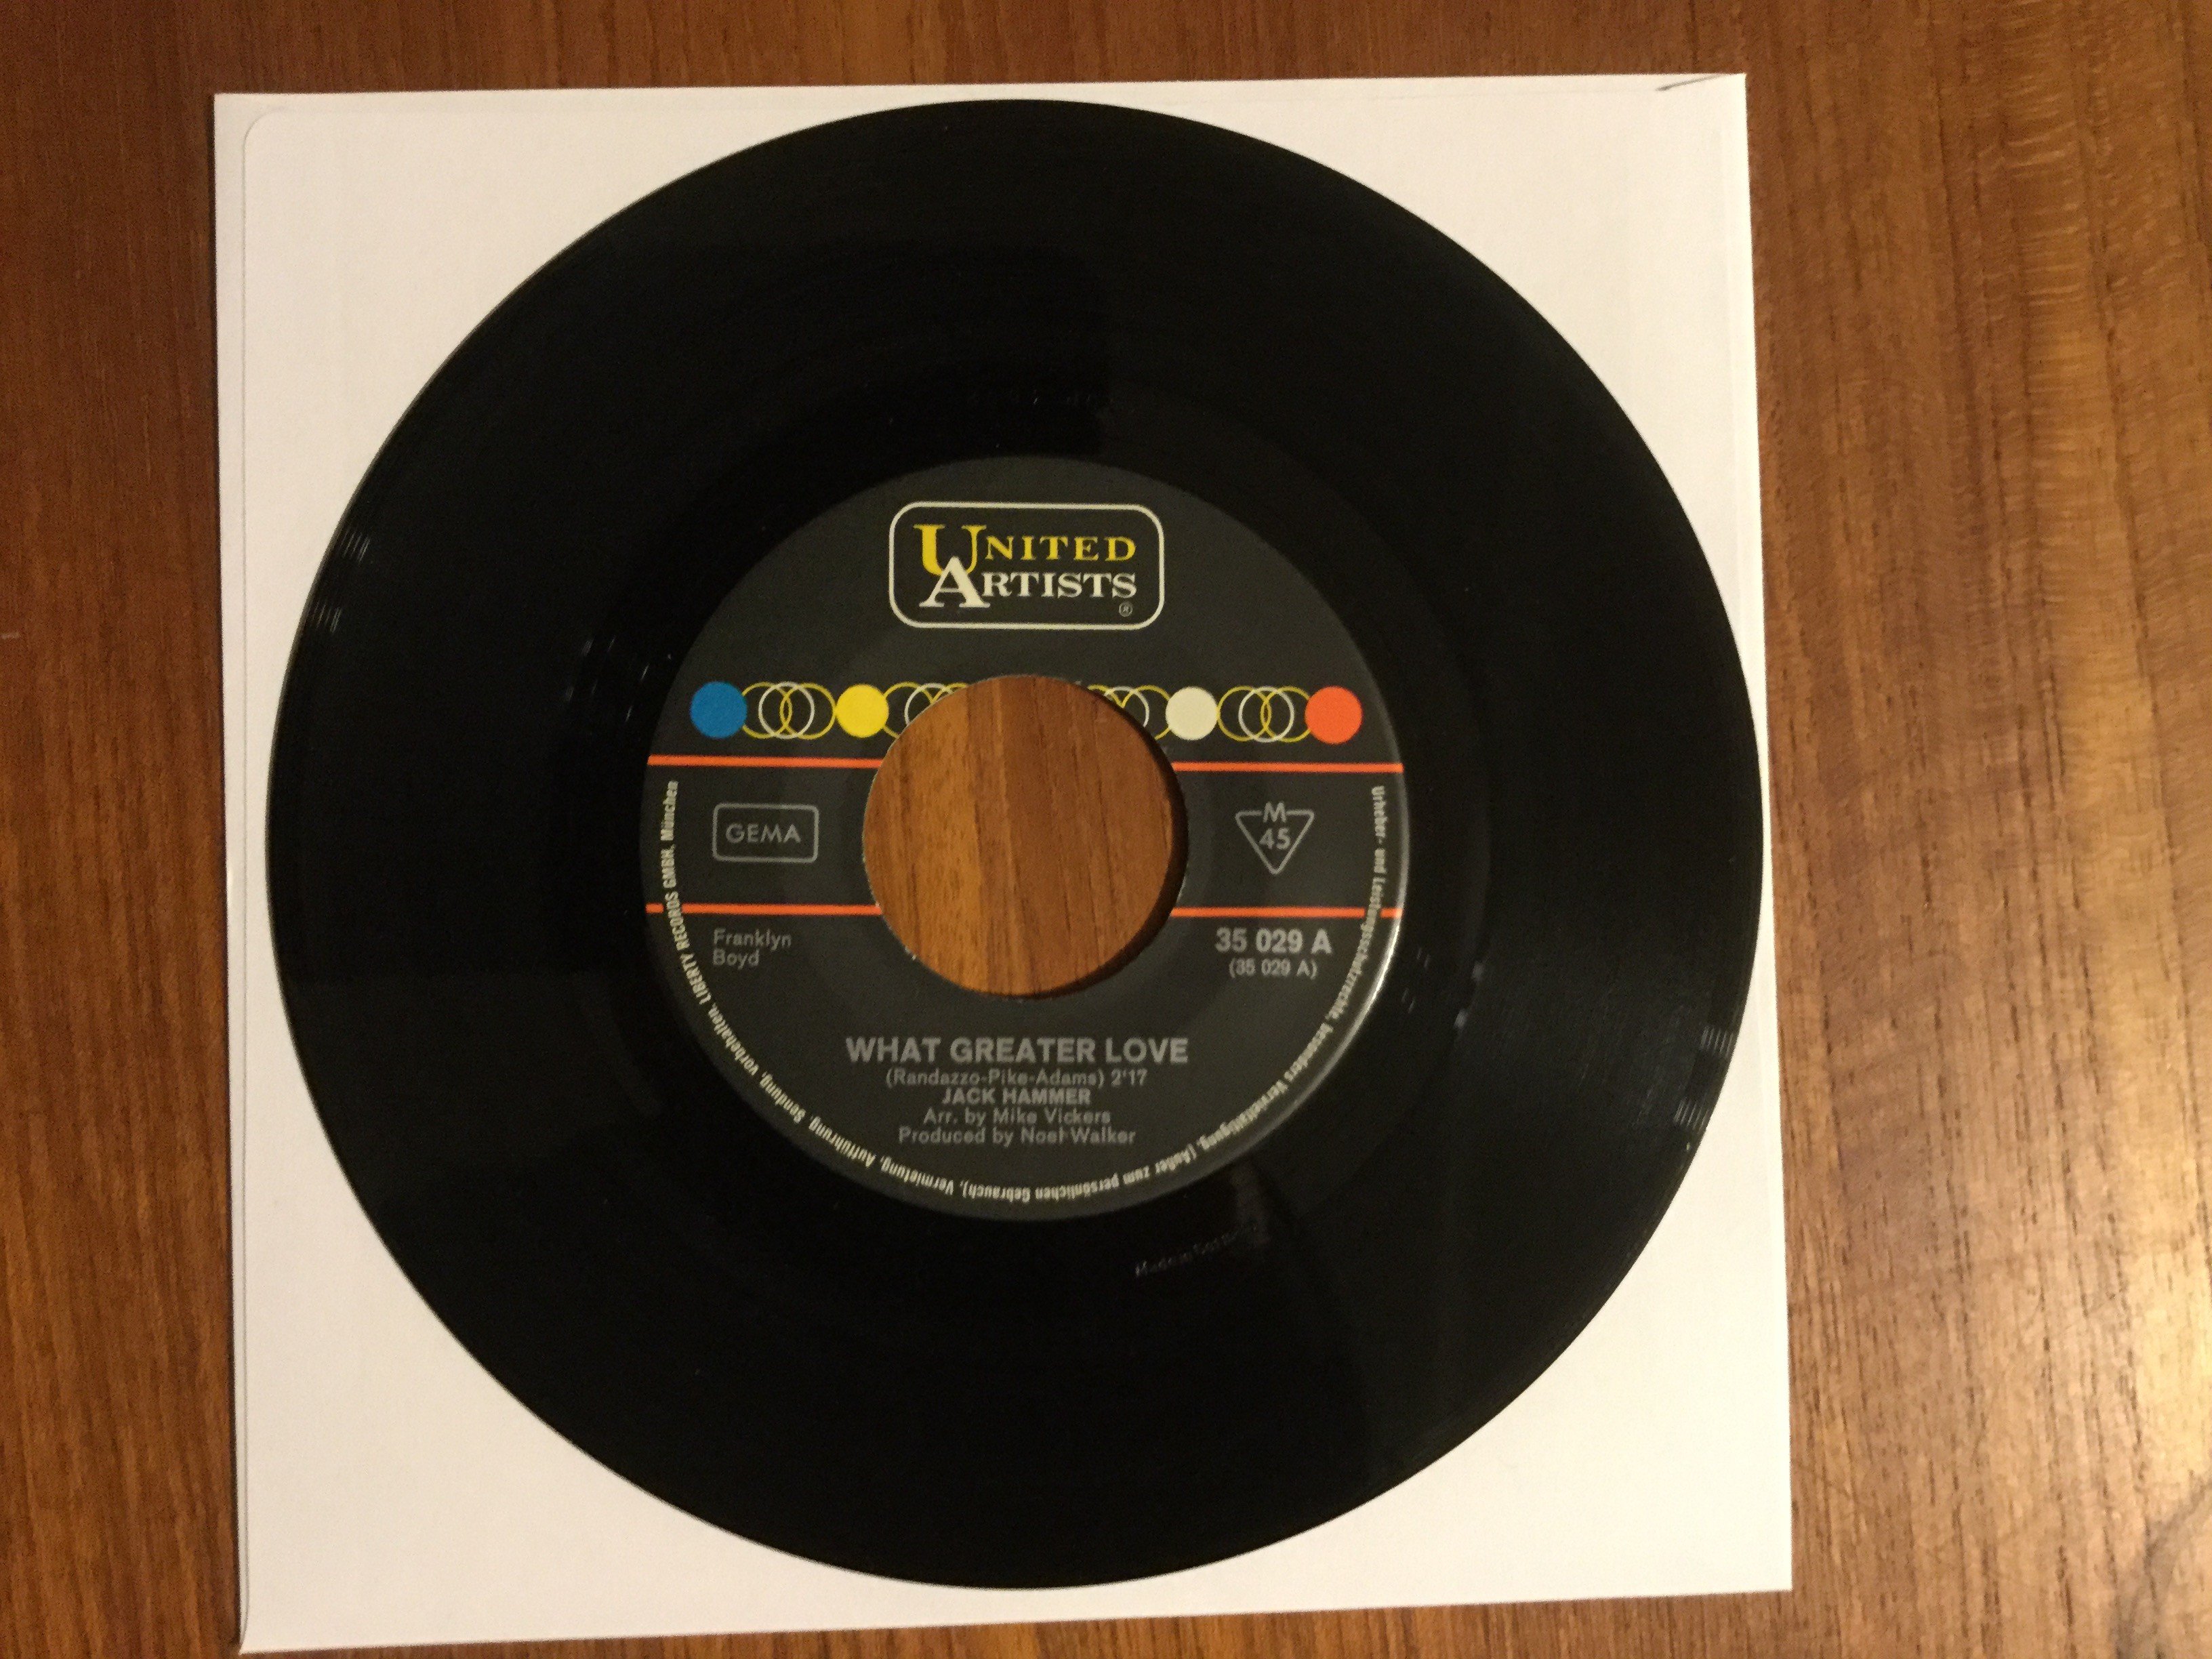 UNITED
ARTISTS
®
GEMA
M
45
Franklyn
Boyd
35 029 A
(35 029 A)
WHAT GREATER LOVE
(Randazzo-Pike-Adams) 2'17
JACK HAMMER
Arr. by Mike Vickers
Produced by Noel Walker
Urheber- und Leistungsschutzrechte, besonders Vervielfältigung, (Außer zum persönlichen Gebrauch), Vermietung, Aufführung, Sendung, vorbehalten. LIBERTY RECORDS GMBH, München